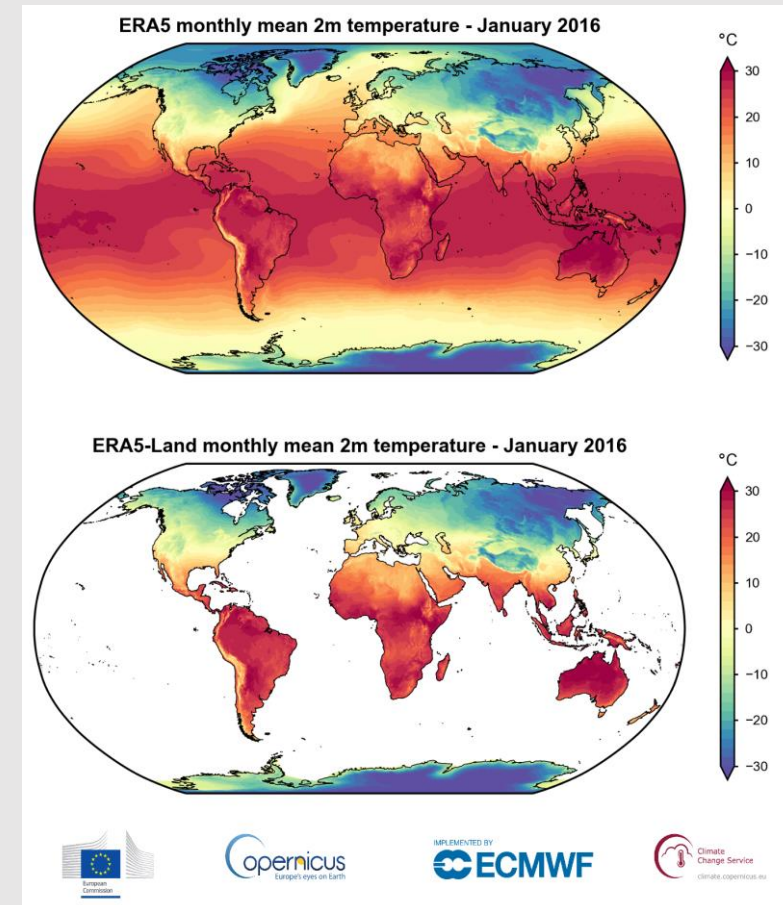 ERA5 monthly mean 2m temperature - January 2016
°C
30
20
10
0
−10
−20
−30
ERA5-Land monthly mean 2m temperature - January 2016
°C
30
20
10
0
−10
−20
−30
European
Commission
opernicus
Europe's eyes on Earth
IMPLEMENTED BY
ECMWF
Climate
Change Service
climate.copernicus.eu